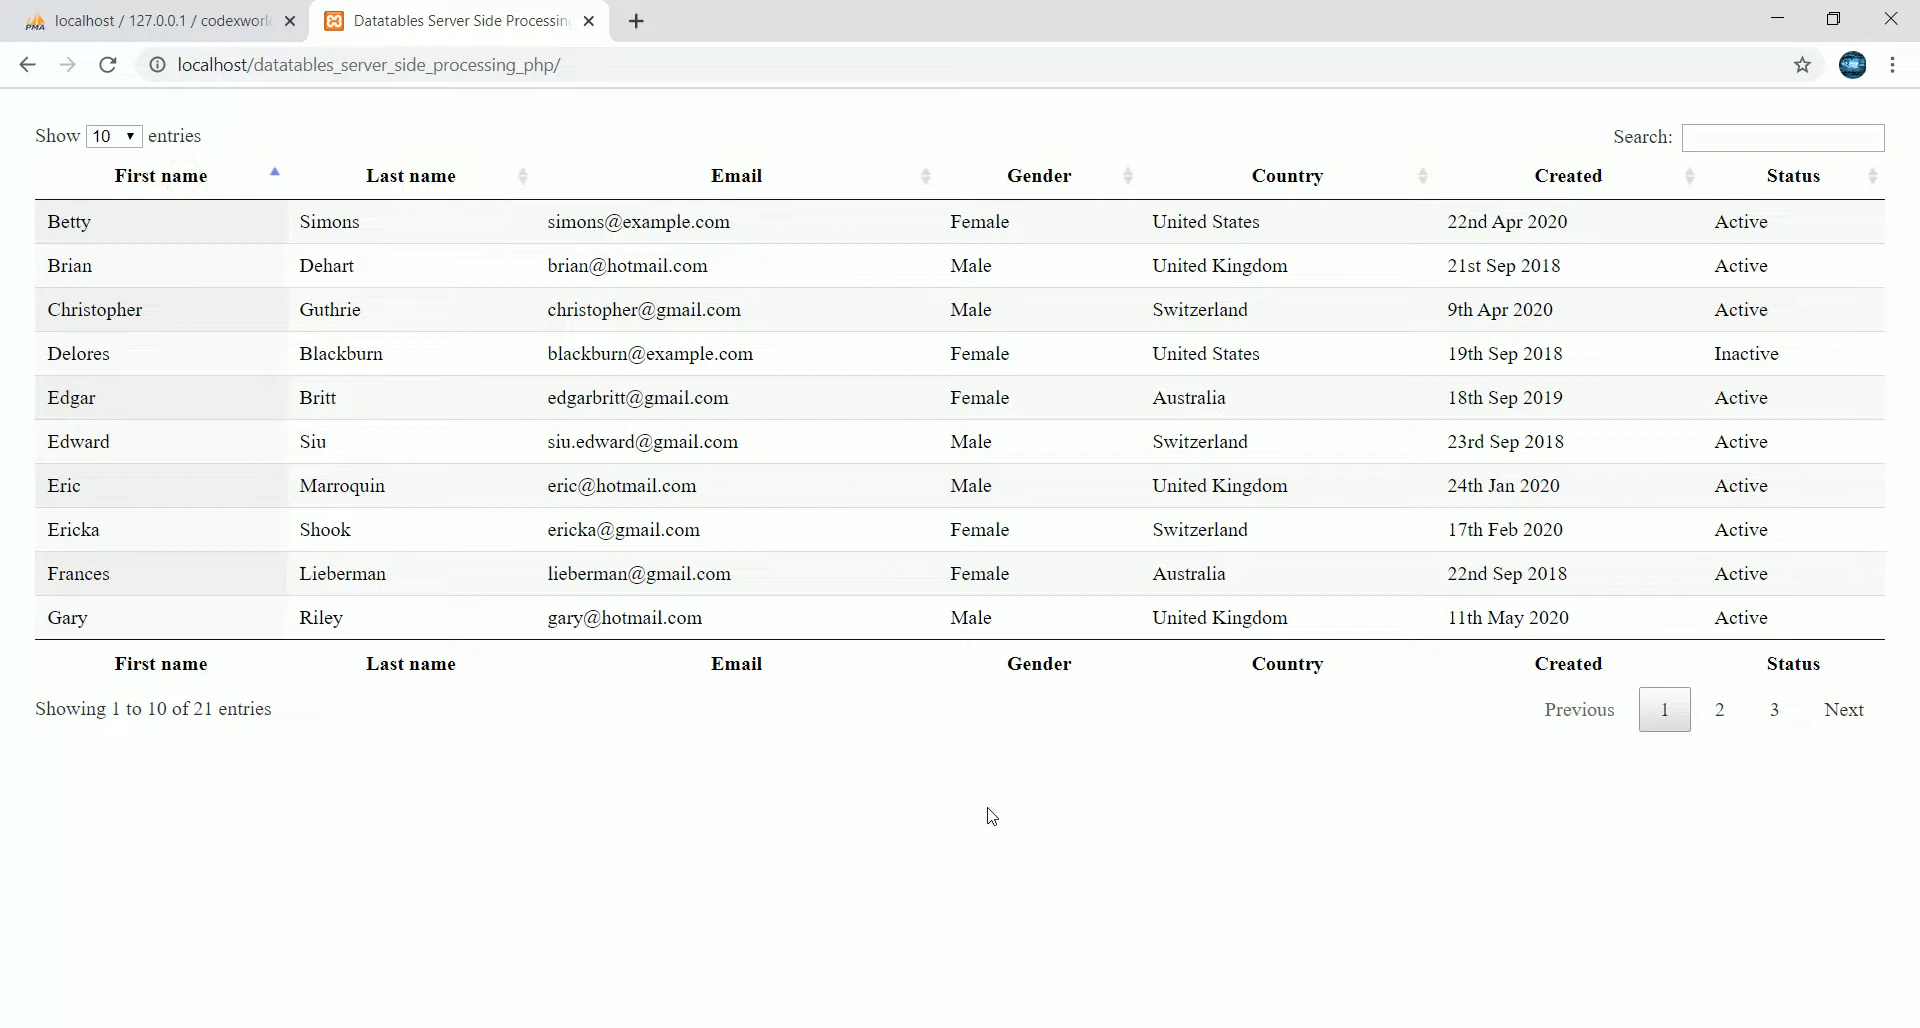 PMA localhost / 127.0.0.1 / codexworl
Datatables Server Side Processing
localhost/datatables_server_side_processing_php/
Show 10 entries Search:
First name Last name Email Gender Country Created Status
Betty Simons simons@example.com Female United States 22nd Apr 2020 Active
Brian Dehart brian@hotmail.com Male United Kingdom 21st Sep 2018 Active
Christopher Guthrie christopher@gmail.com Male Switzerland 9th Apr 2020 Active
Delores Blackburn blackburn@example.com Female United States 19th Sep 2018 Inactive
Edgar Britt edgarbritt@gmail.com Female Australia 18th Sep 2019 Active
Edward Siu siu.edward@gmail.com Male Switzerland 23rd Sep 2018 Active
Eric Marroquin eric@hotmail.com Male United Kingdom 24th Jan 2020 Active
Ericka Shook ericka@gmail.com Female Switzerland 17th Feb 2020 Active
Frances Lieberman lieberman@gmail.com Female Australia 22nd Sep 2018 Active
Gary Riley gary@hotmail.com Male United Kingdom 11th May 2020 Active
First name Last name Email Gender Country Created Status
Showing 1 to 10 of 21 entries Previous 1 2 3 Next